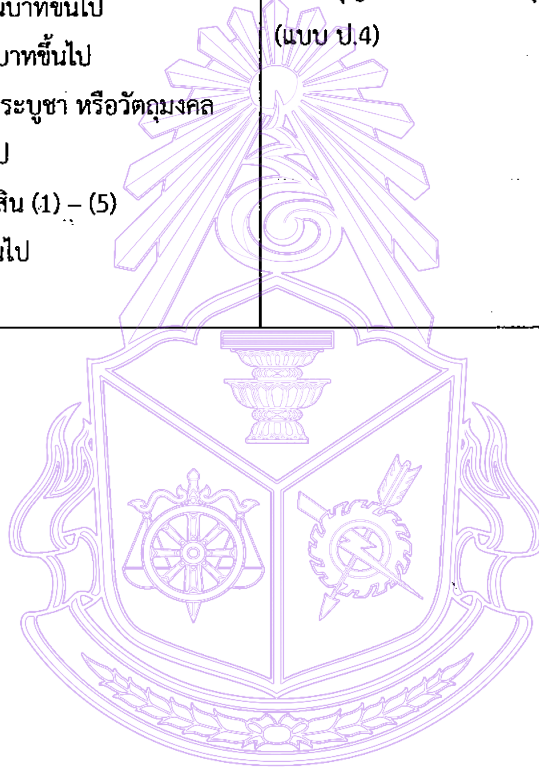 นบาทขึ้นไป
บาทขึ้นไป
ระบูชา หรือวัตถุมงคล
ป
สิน (1) – (5)
นไป
(แบบ ป.4)